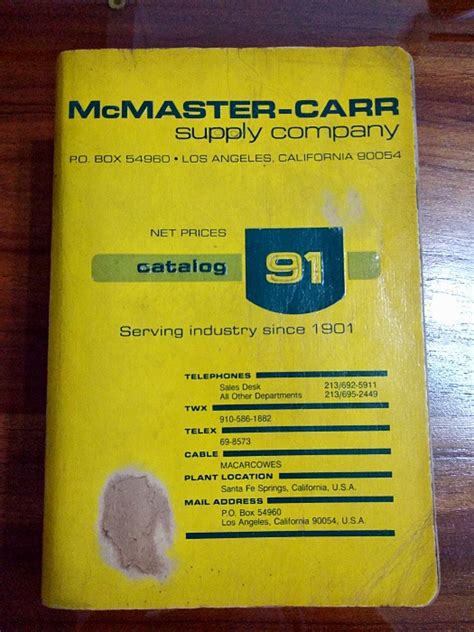 McMASTER-CARR
supply company
P.O. BOX 54960 • LOS ANGELES, CALIFORNIA 90054
NET PRICES
catalog 91
Serving industry since 1901
TELEPHONES
Sales Desk 213/692-5911
All Other Departments 213/695-2449
TWX
910-586-1882
TELEX
69-8573
CABLE
MACARCOWES
PLANT LOCATION
Santa Fe Springs, California, U.S.A.
MAIL ADDRESS
P.O. Box 54960
Los Angeles, California 90054, U.S.A.